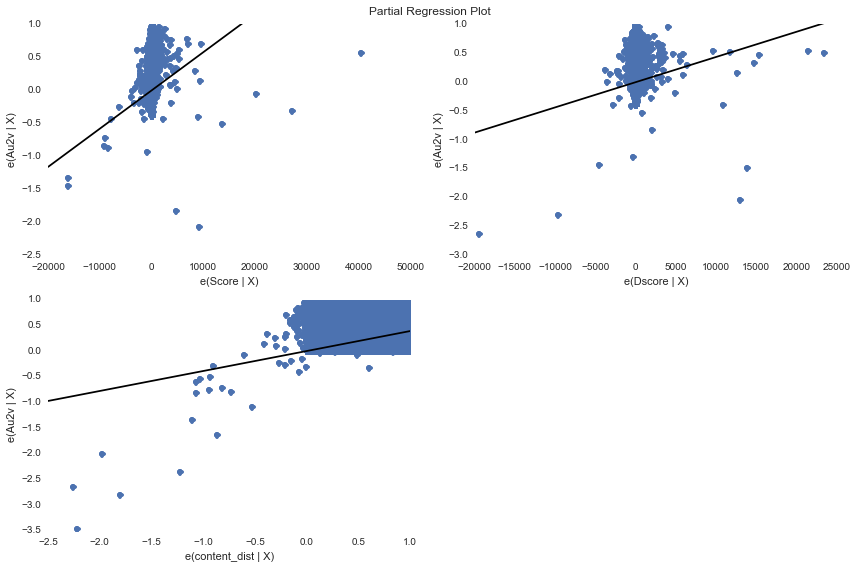 Partial Regression Plot
1.0
0.5
0.0
−0.5
−1.0
−1.5
−2.0
−2.5
e(Au2v | X)
−20000 −10000 0 10000 20000 30000 40000 50000
e(Score | X)
1.0
0.5
0.0
−0.5
−1.0
−1.5
−2.0
−2.5
−3.0
e(Au2v | X)
−20000 −15000 −10000 −5000 0 5000 10000 15000 20000 25000
e(Dscore | X)
1.0
0.5
0.0
−0.5
−1.0
−1.5
−2.0
−2.5
−3.0
−3.5
e(Au2v | X)
−2.5 −2.0 −1.5 −1.0 −0.5 0.0 0.5 1.0
e(content_dist | X)